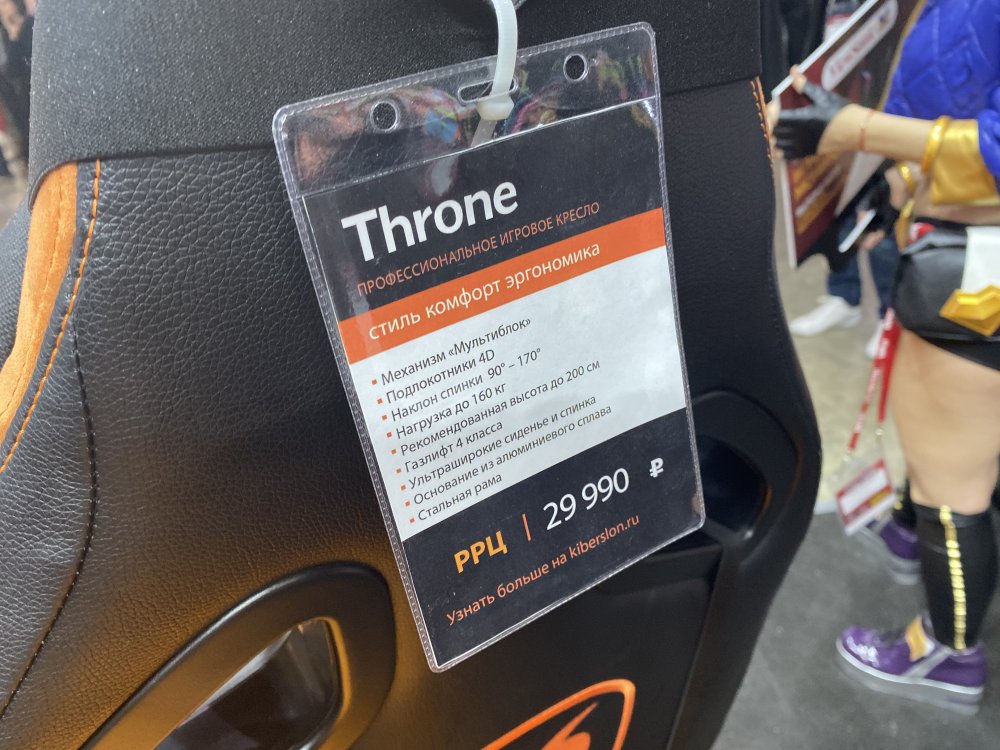 Throne
ПРОФЕССИОНАЛЬНОЕ ИГРОВОЕ КРЕСЛО
стиль комфорт эргономика
▪ Механизм «Мультиблок»
▪ Подлокотники 4D
▪ Наклон спинки 90° – 170°
▪ Нагрузка до 160 кг
▪ Рекомендованная высота до 200 см
▪ Газлифт 4 класса
▪ Ультраширокие сиденье и спинка
▪ Основание из алюминиевого сплава
▪ Стальная рама
РРЦ | 29 990 ₽
Узнать больше на kiberslon.ru